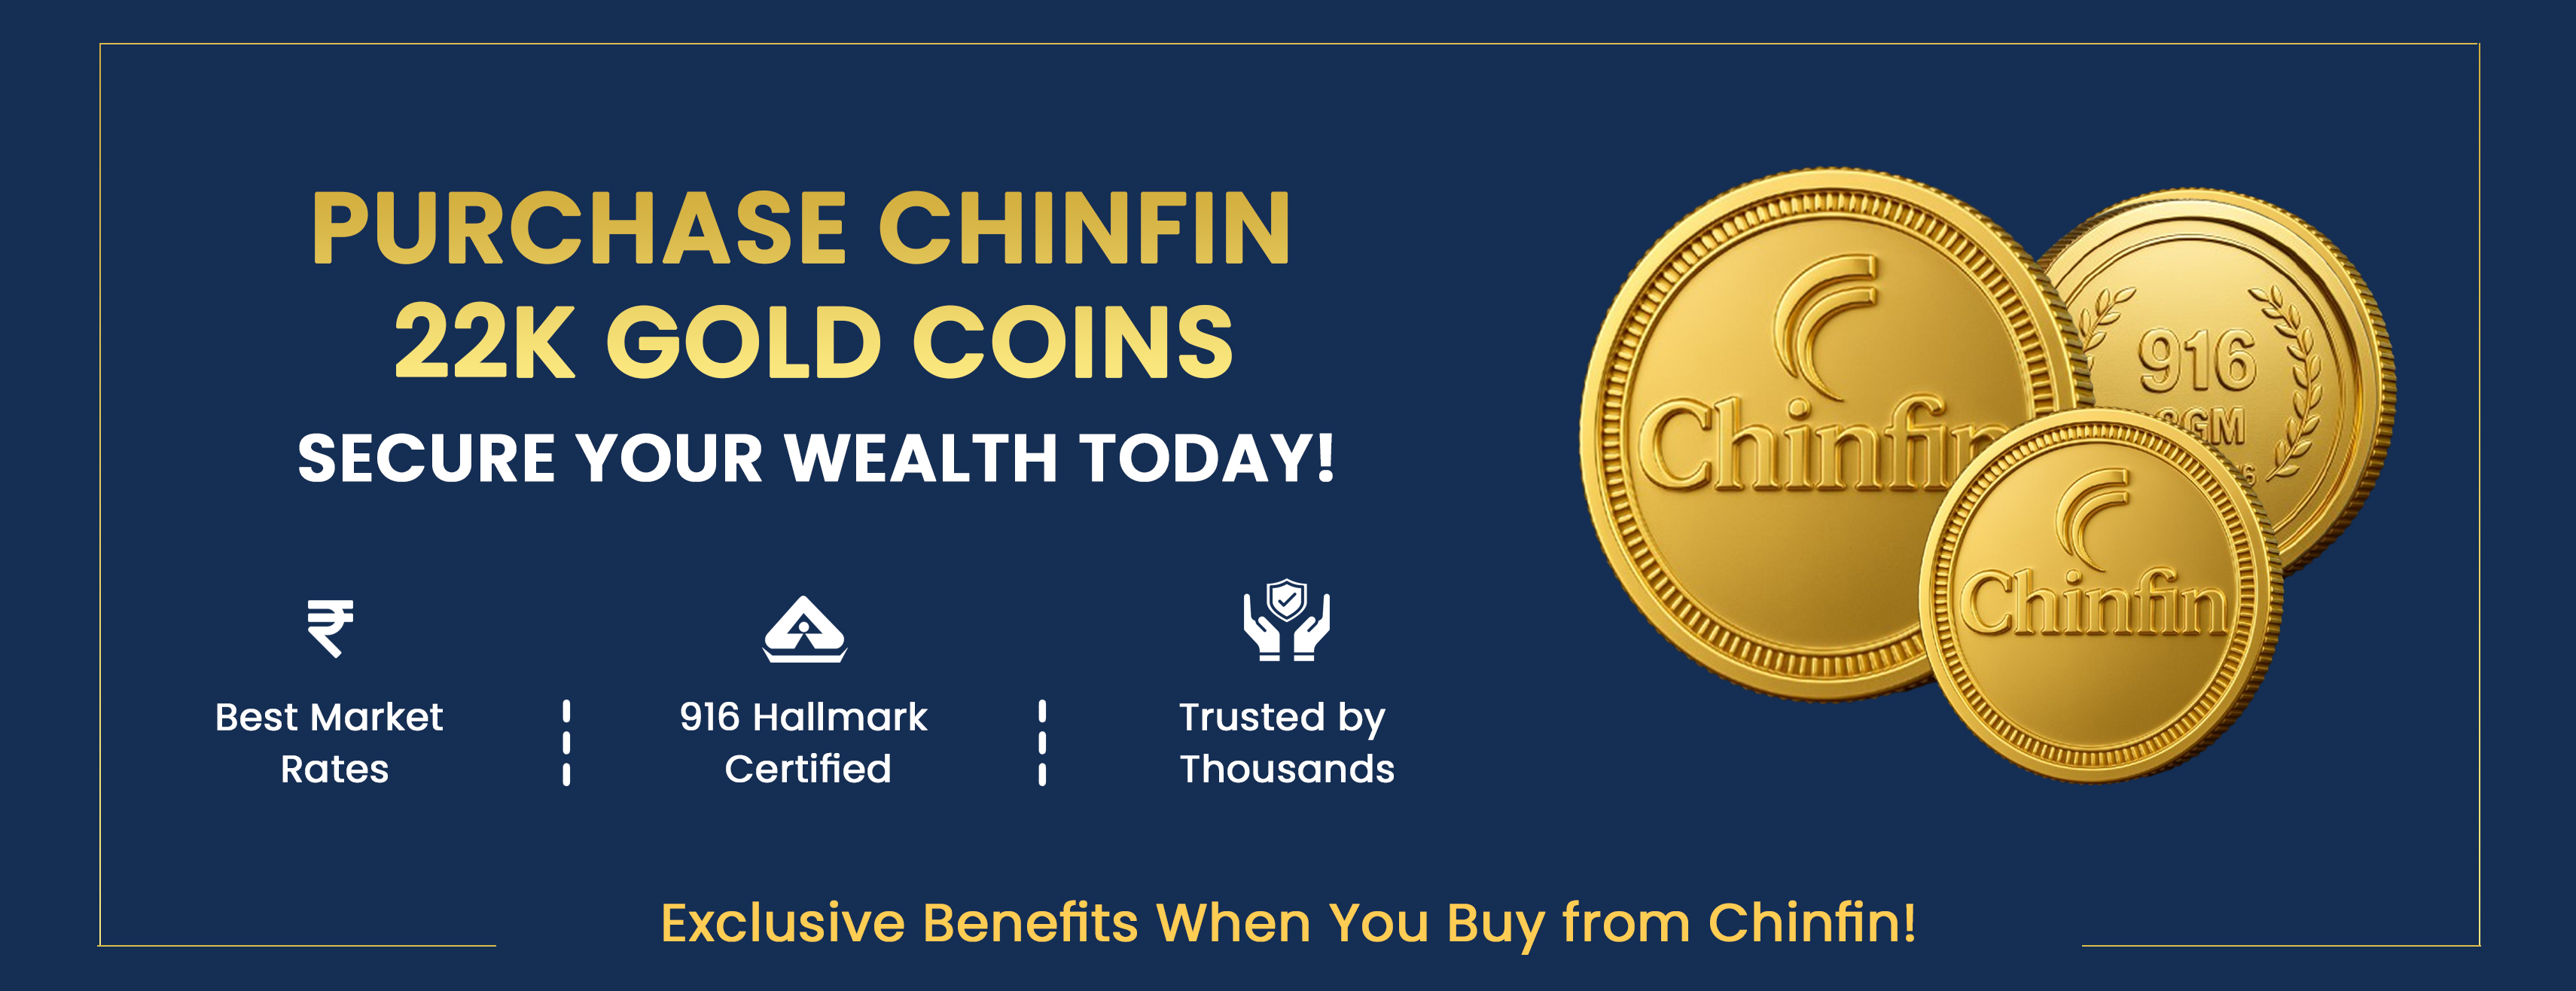 PURCHASE CHINFIN
22K GOLD COINS
SECURE YOUR WEALTH TODAY!
₹
Best Market
Rates
916 Hallmark
Certified
Trusted by
Thousands
Chinfin
916
Chinfin
Exclusive Benefits When You Buy from Chinfin!